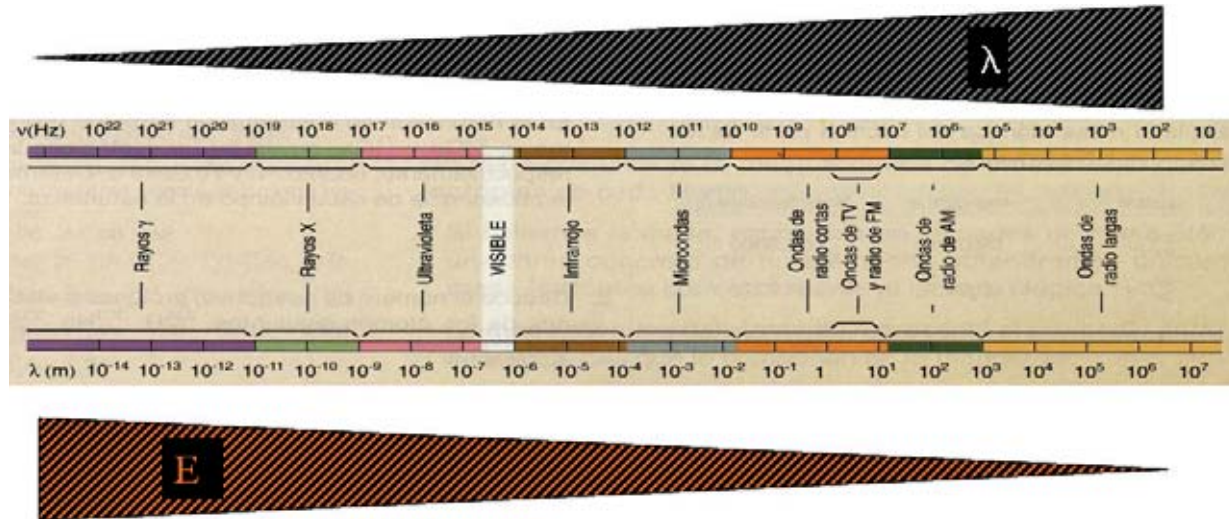 λ
ν(Hz) 10²² 10²¹ 10²⁰ 10¹⁹ 10¹⁸ 10¹⁷ 10¹⁶ 10¹⁵ 10¹⁴ 10¹³ 10¹² 10¹¹ 10¹⁰ 10⁹ 10⁸ 10⁷ 10⁶ 10⁵ 10⁴ 10³ 10² 10
Rayos γ
Rayos X
Ultravioleta
VISIBLE
Infrarrojo
Microondas
Ondas de
radio cortas
Ondas de TV
y radio de FM
Ondas de
radio de AM
Ondas de
radio largas
λ (m) 10⁻¹⁴ 10⁻¹³ 10⁻¹² 10⁻¹¹ 10⁻¹⁰ 10⁻⁹ 10⁻⁸ 10⁻⁷ 10⁻⁶ 10⁻⁵ 10⁻⁴ 10⁻³ 10⁻² 10⁻¹ 1 10¹ 10² 10³ 10⁴ 10⁵ 10⁶ 10⁷
E